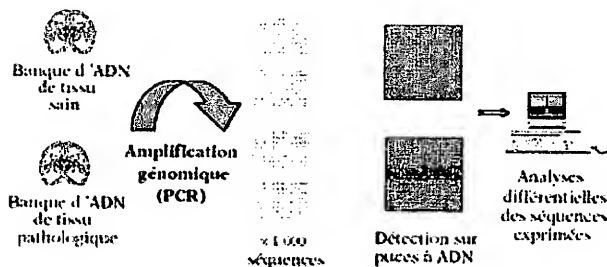 Banque d'ADN
de tissu
sain
Banque d'ADN
de tissu
pathologique
Amplification
génomique
(PCR)
séquences
Détection sur
puces à ADN
Analyses
différentielles
des séquences
exprimées